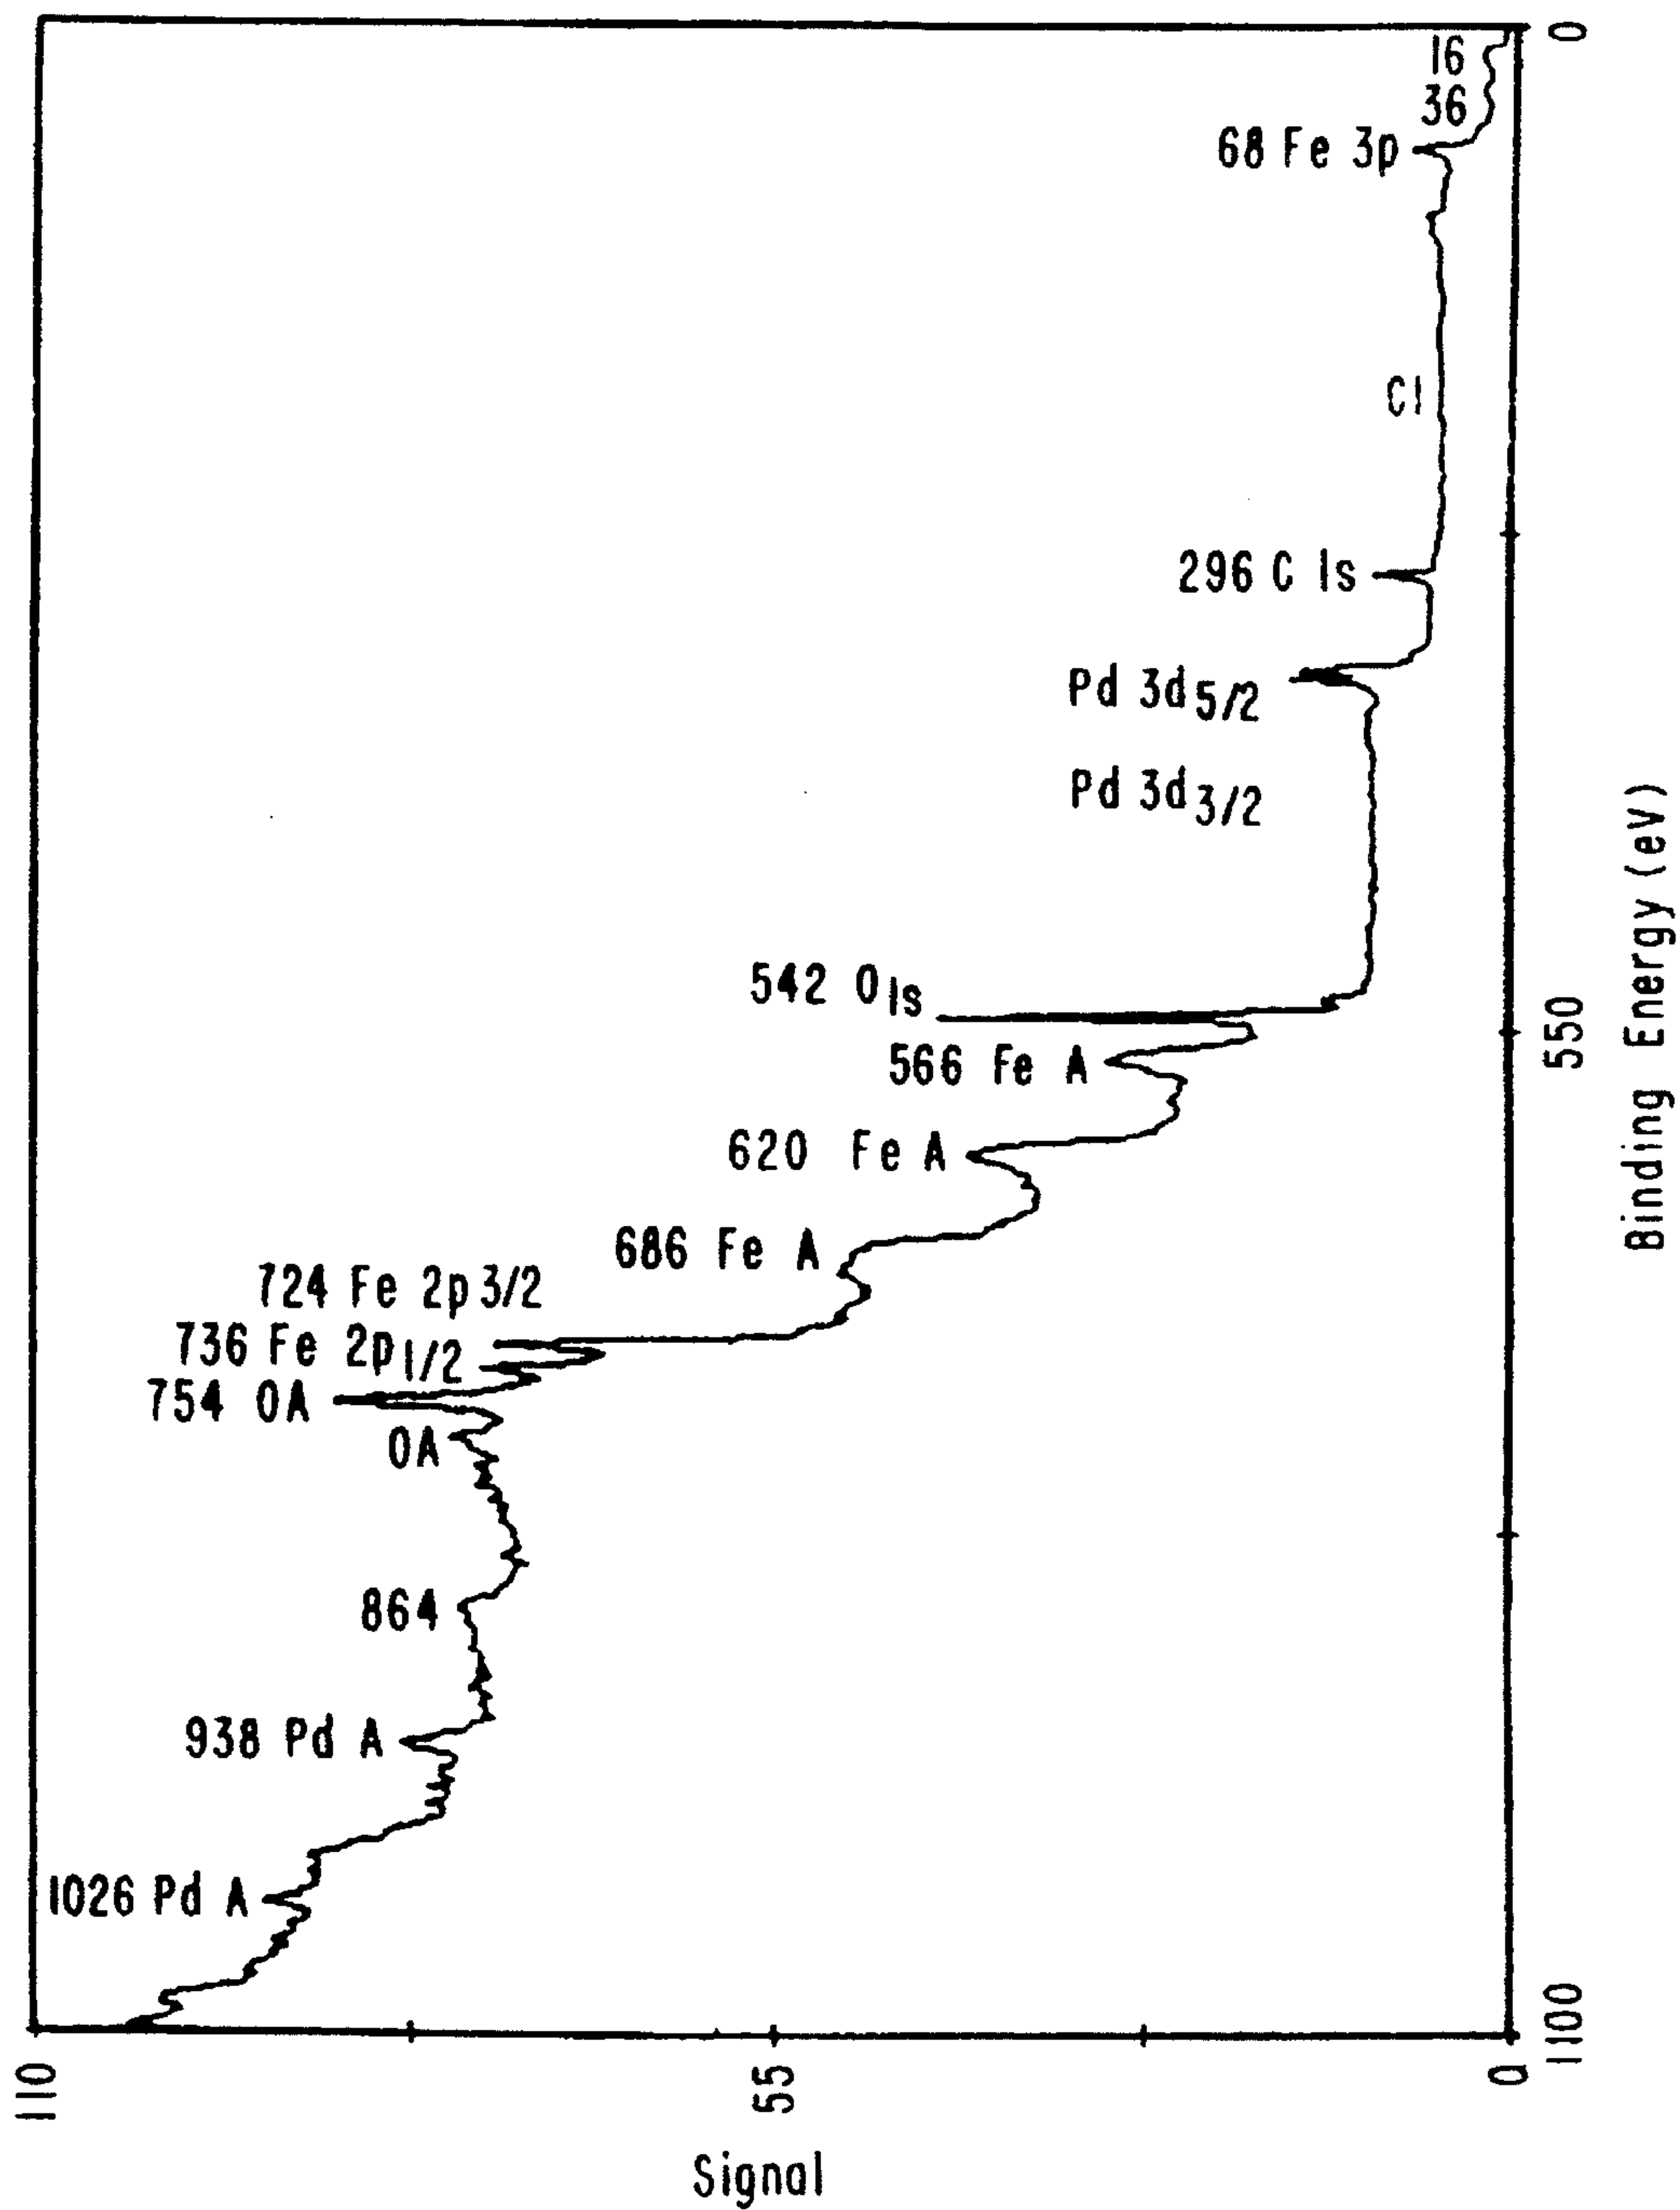 110
55
0
Signal
1026 Pd A
938 Pd A
864
OA
754 OA
736 Fe 2p1/2
724 Fe 2p 3/2
686 Fe A
620 Fe A
566 Fe A
542 O1s
Pd 3d3/2
Pd 3d5/2
296 C 1s
Cl
68 Fe 3p
36
16
1100
550
0
Binding Energy (eV)